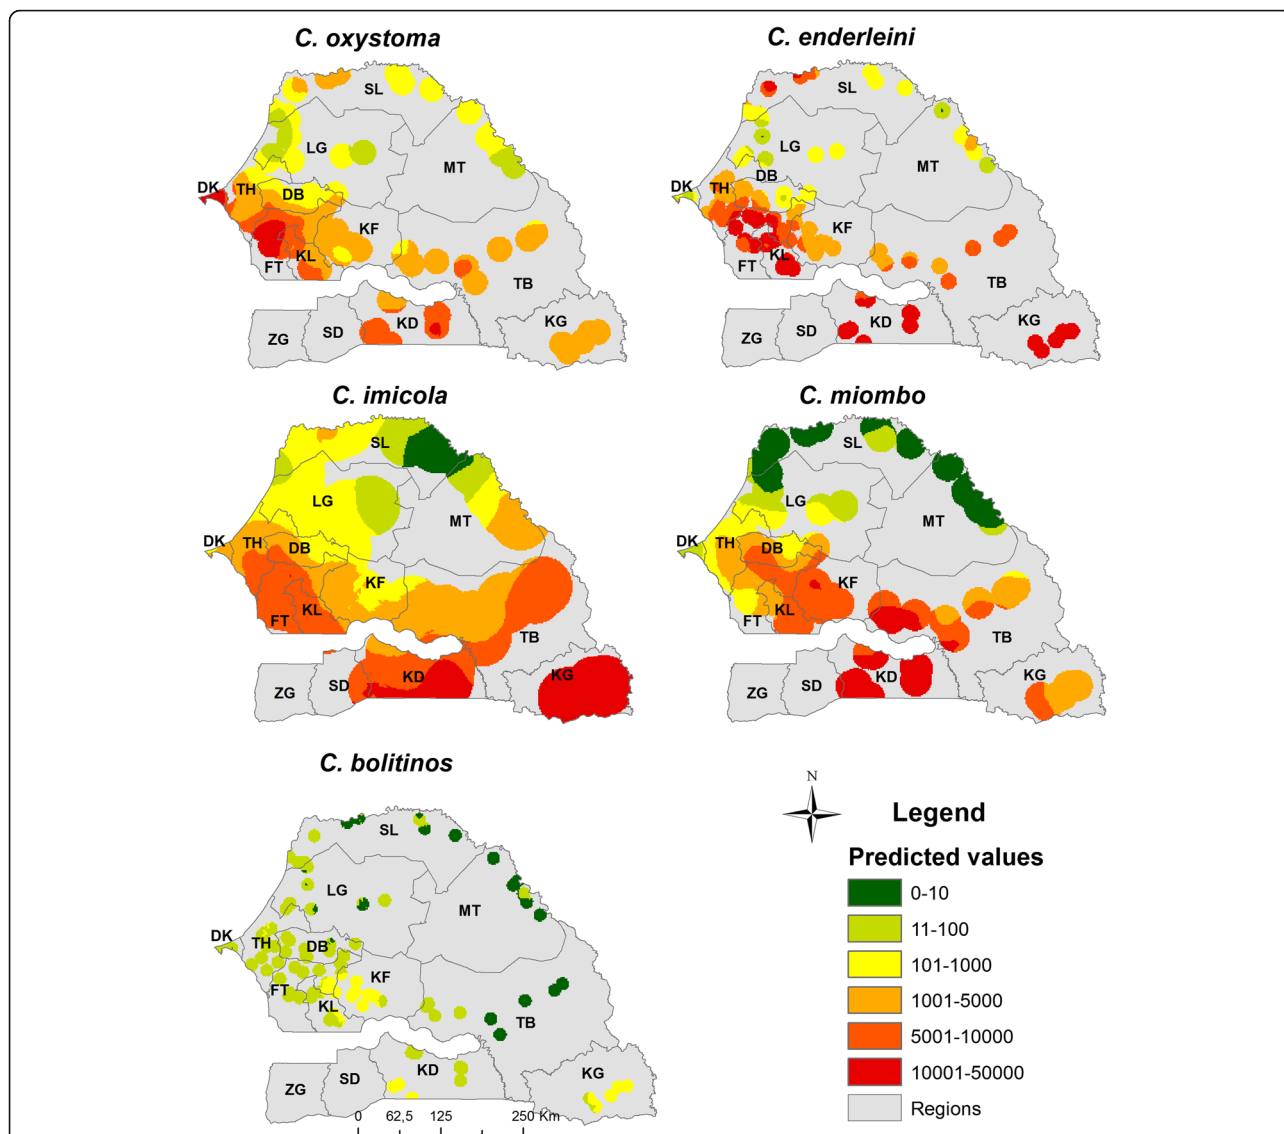 C. oxystoma
SL
LG
MT
DK
TH
DB
KF
KL
FT
TB
ZG
SD
KD
KG
C. enderleini
SL
LG
MT
DK
TH
DB
KF
KL
FT
TB
ZG
SD
KD
KG
C. imicola
SL
LG
MT
DK
TH
DB
KF
KL
FT
TB
ZG
SD
KD
KG
C. miombo
SL
LG
MT
DK
TH
DB
KF
KL
FT
TB
ZG
SD
KD
KG
C. bolitinos
SL
LG
MT
DK
TH
DB
KF
FT
KL
TB
ZG
SD
KD
KG
0 62,5 125 250 Km
N
Legend
Predicted values
0-10
11-100
101-1000
1001-5000
5001-10000
10001-50000
Regions